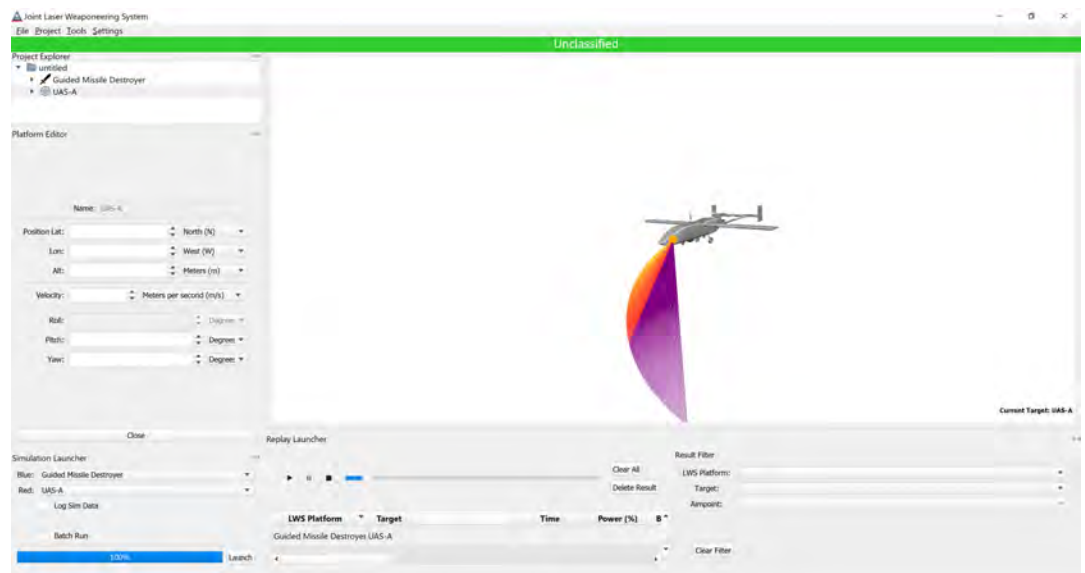 Joint Laser Weaponeering System
File Project Tools Settings
Unclassified
Project Explorer
untitled
Guided Missile Destroyer
UAS-A
Platform Editor
Name: UAS-A
Position Lat: North (N)
Lon: West (W)
Alt: Meters (m)
Velocity: Meters per second (m/s)
Roll: Degrees
Pitch: Degrees
Yaw: Degrees
Close
Current Target: UAS-A
Simulation Launcher
Blue: Guided Missile Destroyer
Red: UAS-A
Log Sim Data
Batch Run
100% Launch
Replay Launcher
Clear All
Delete Result
LWS Platform Target Time Power (%) B
Guided Missile Destroyer UAS-A
Result Filter
LWS Platform:
Target:
Aimpoint:
Clear Filter